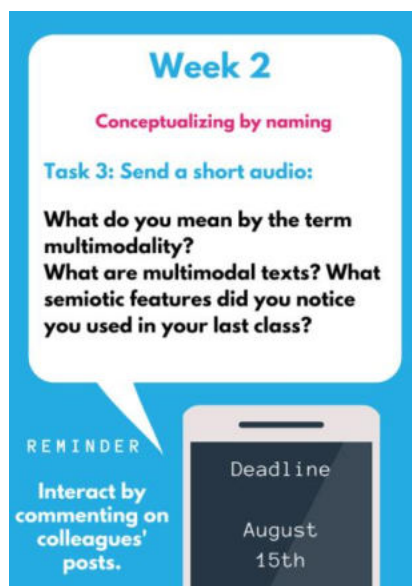 Week 2
Conceptualizing by naming
Task 3: Send a short audio:
What do you mean by the term
multimodality?
What are multimodal texts? What
semiotic features did you notice
you used in your last class?
REMINDER
Interact by
commenting on
colleagues'
posts.
Deadline
August
15th